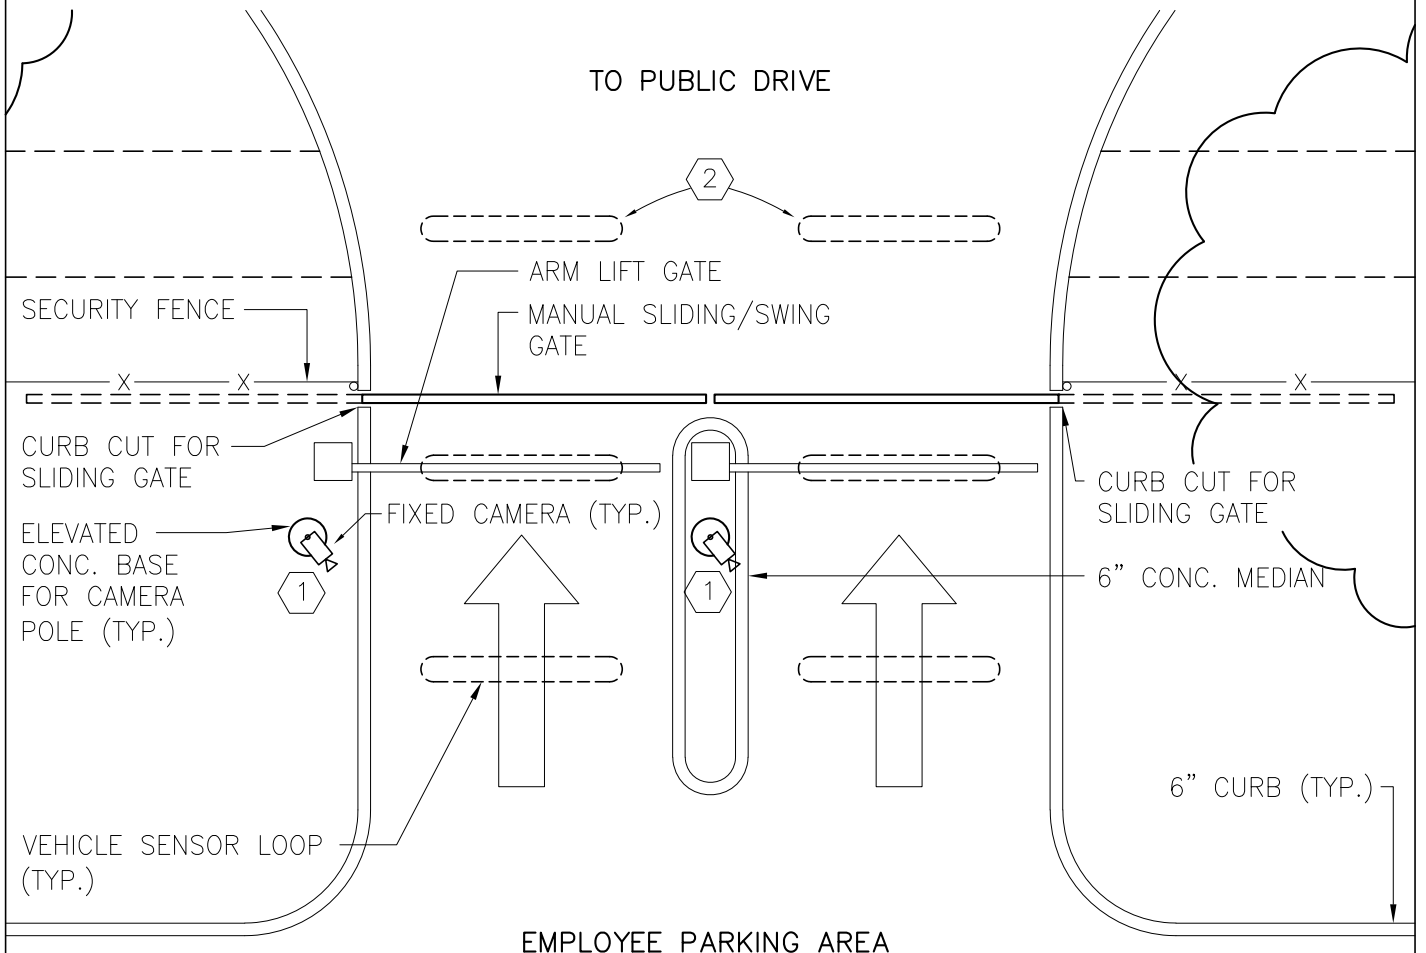 TO PUBLIC DRIVE
2
ARM LIFT GATE
SECURITY FENCE
MANUAL SLIDING/SWING
GATE
X X
X X
CURB CUT FOR
SLIDING GATE
CURB CUT FOR
SLIDING GATE
FIXED CAMERA (TYP.)
ELEVATED
CONC. BASE
FOR CAMERA
POLE (TYP.)
1
1
6” CONC. MEDIAN
6” CURB (TYP.)
VEHICLE SENSOR LOOP
(TYP.)
EMPLOYEE PARKING AREA